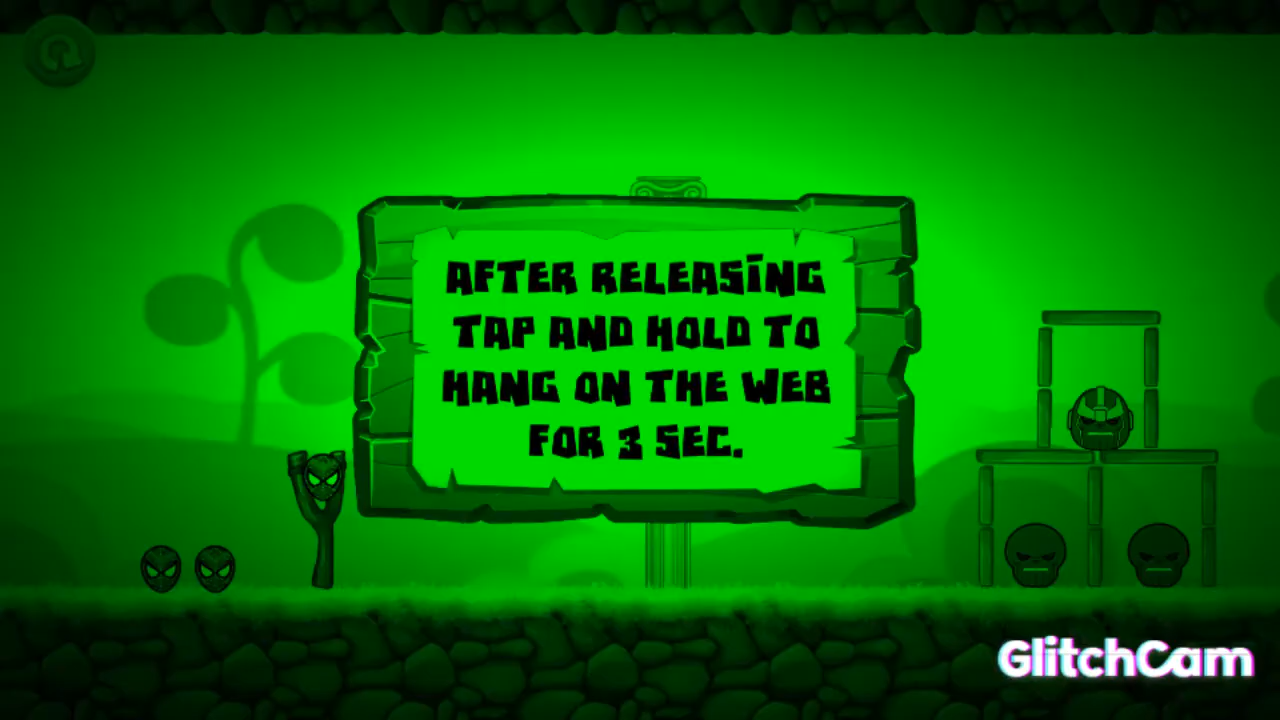 AFTER RELEASING
TAP AND HOLD TO
HANG ON THE WEB
FOR 3 SEC.
GlitchCam